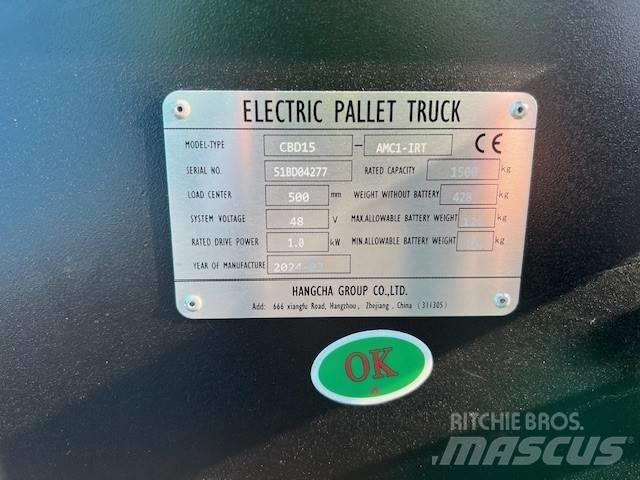 ELECTRIC PALLET TRUCK
MODEL-TYPE CBD15 - AMC1-IRT CE
SERIAL NO. 51BD04277 RATED CAPACITY 1500 kg
LOAD CENTER 500 mm WEIGHT WITHOUT BATTERY 428 kg
SYSTEM VOLTAGE 48 V MAX.ALLOWABLE BATTERY WEIGHT kg
RATED DRIVE POWER 1.0 kW MIN.ALLOWABLE BATTERY WEIGHT kg
YEAR OF MANUFACTURE
HANGCHA GROUP CO.,LTD.
Add: 666 xiangfu Road, Hangzhou, Zhejiang, China (311305)
OK
RITCHIE BROS.
MASCUS